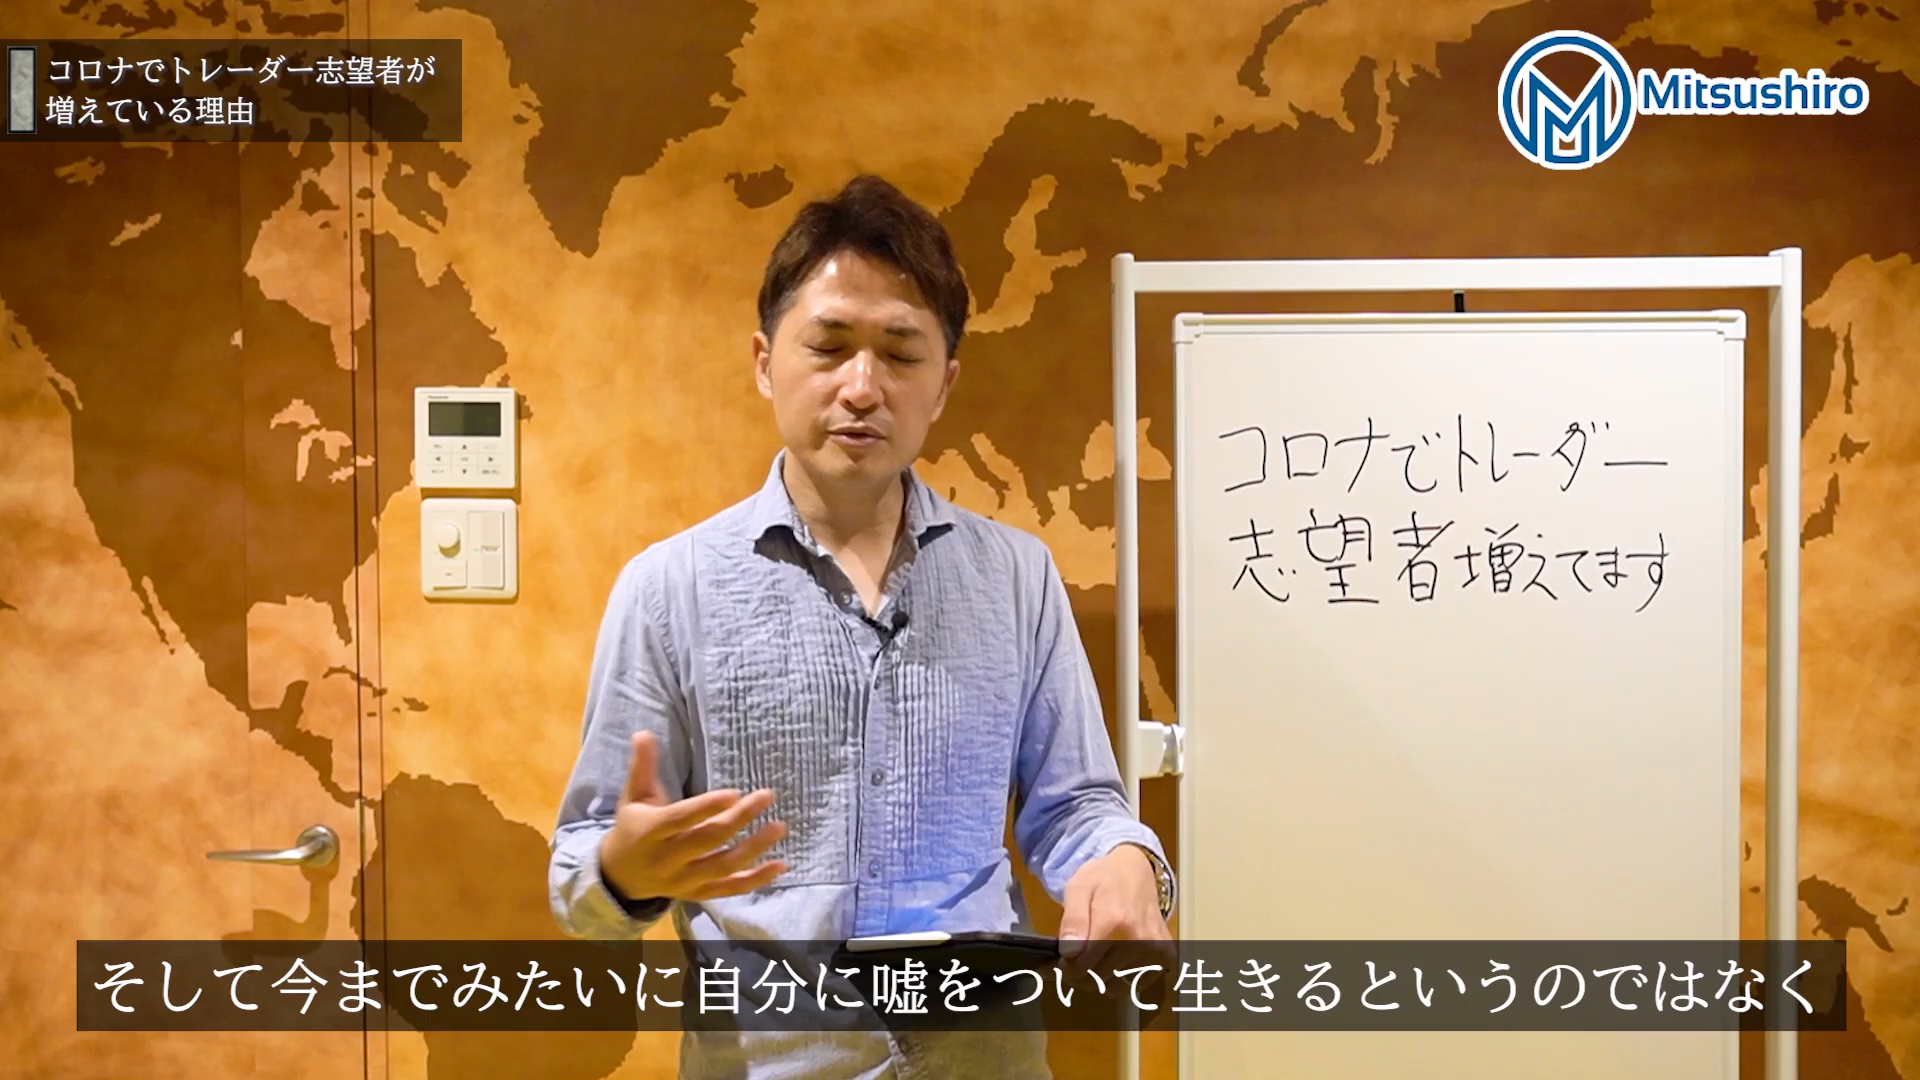 コロナでトレーダー志望者が
増えている理由
Mitsushiro
コロナでトレーダー
志望者増えてます
そして今までみたいに自分に嘘をついて生きるというのではなく